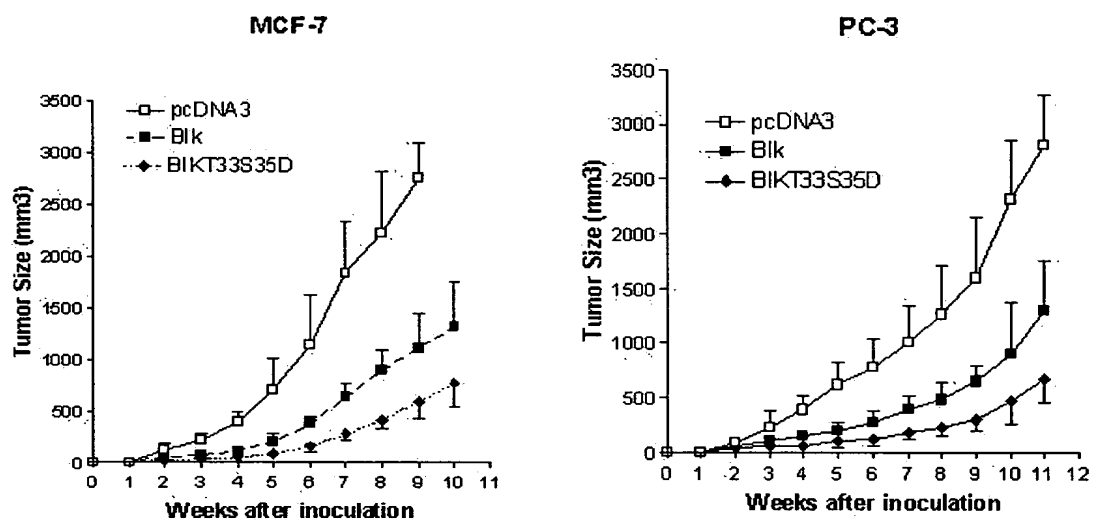 MCF-7
3500
3000
2500
2000
1500
1000
500
0
Tumor Size (mm3)
pcDNA3
Bik
BIKT33S35D
0 1 2 3 4 5 6 7 8 9 10 11
Weeks after inoculation
PC-3
3500
3000
2500
2000
1500
1000
500
0
Tumor Size (mm3)
pcDNA3
Bik
BIKT33S35D
0 1 2 3 4 5 6 7 8 9 10 11 12
Weeks after inoculation